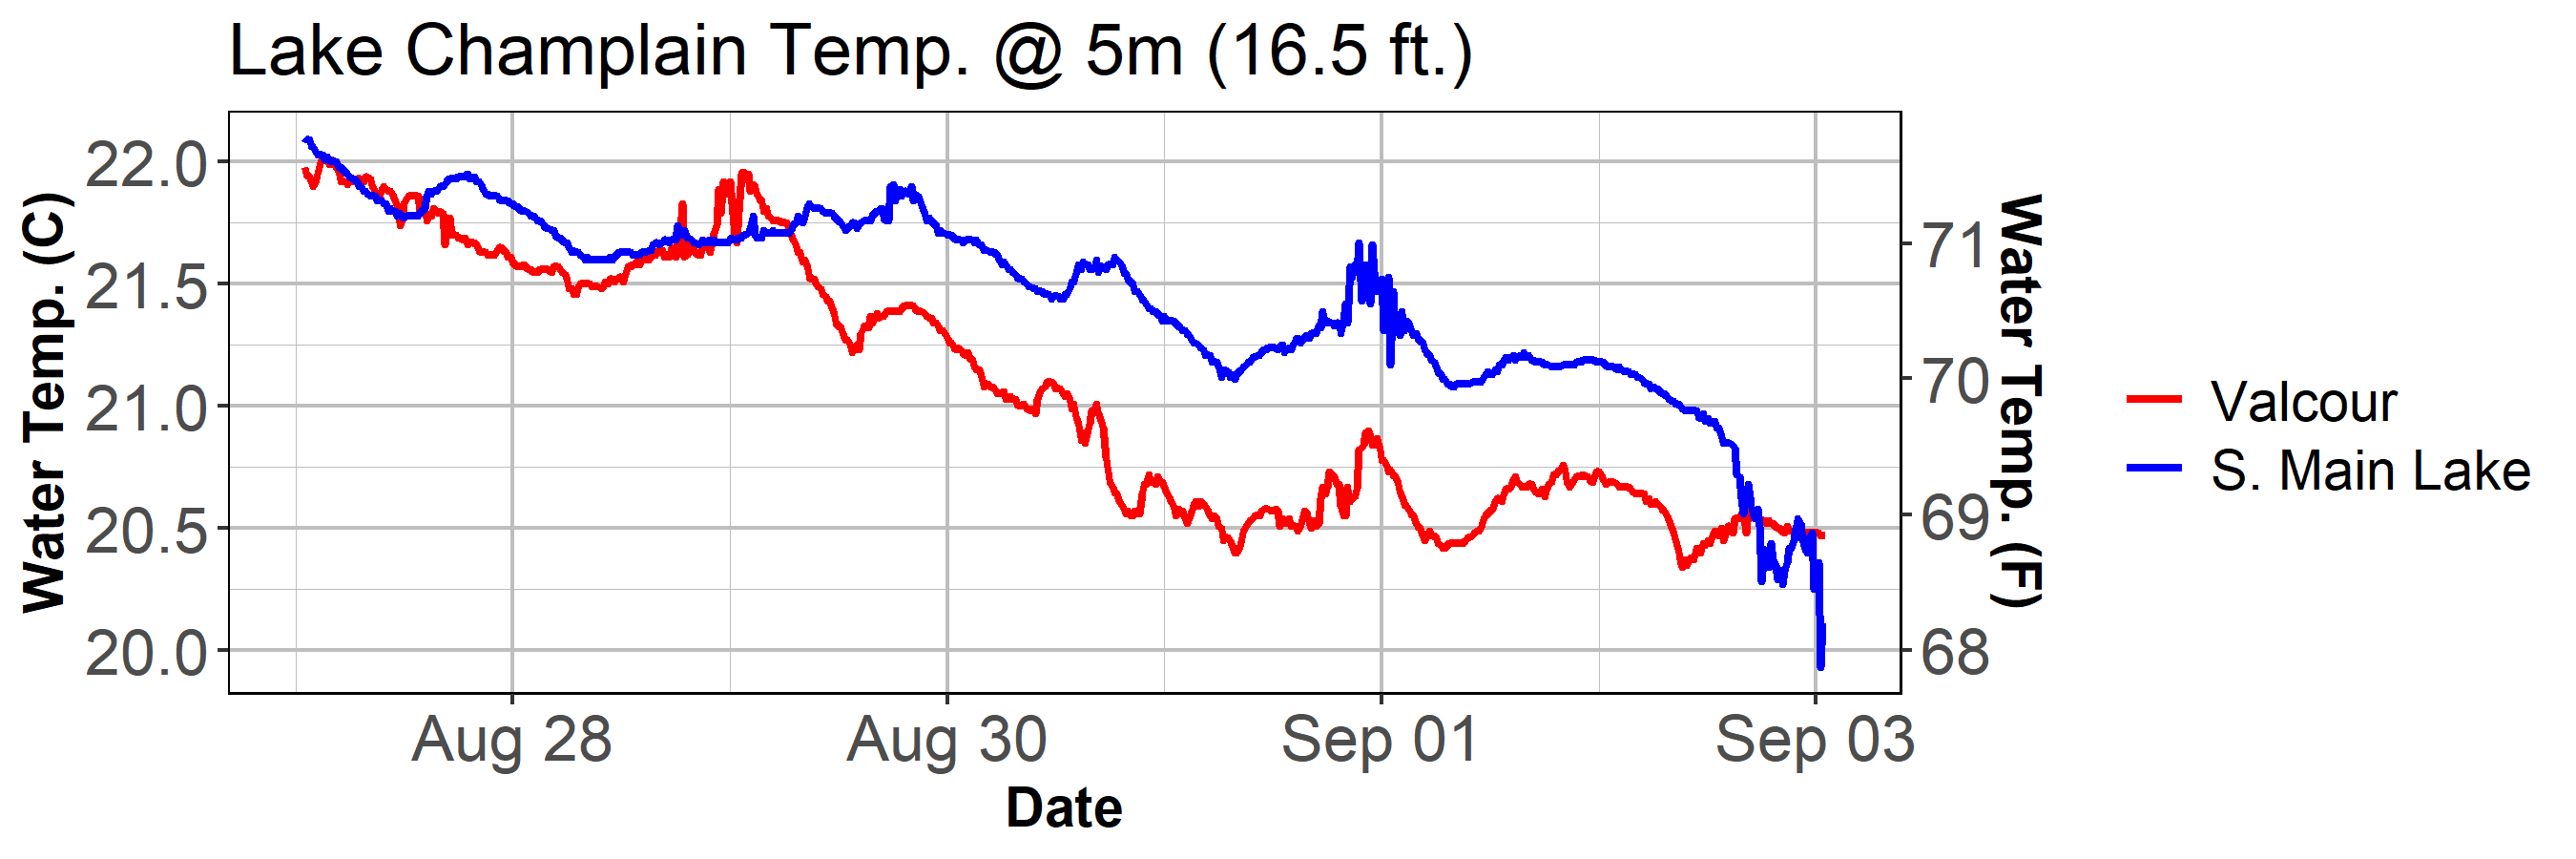 Lake Champlain Temp. @ 5m (16.5 ft.)
Water Temp. (C)
22.0
21.5
21.0
20.5
20.0
71
70
69
68
Water Temp. (F)
Aug 28
Aug 30
Sep 01
Sep 03
Date
Valcour
S. Main Lake